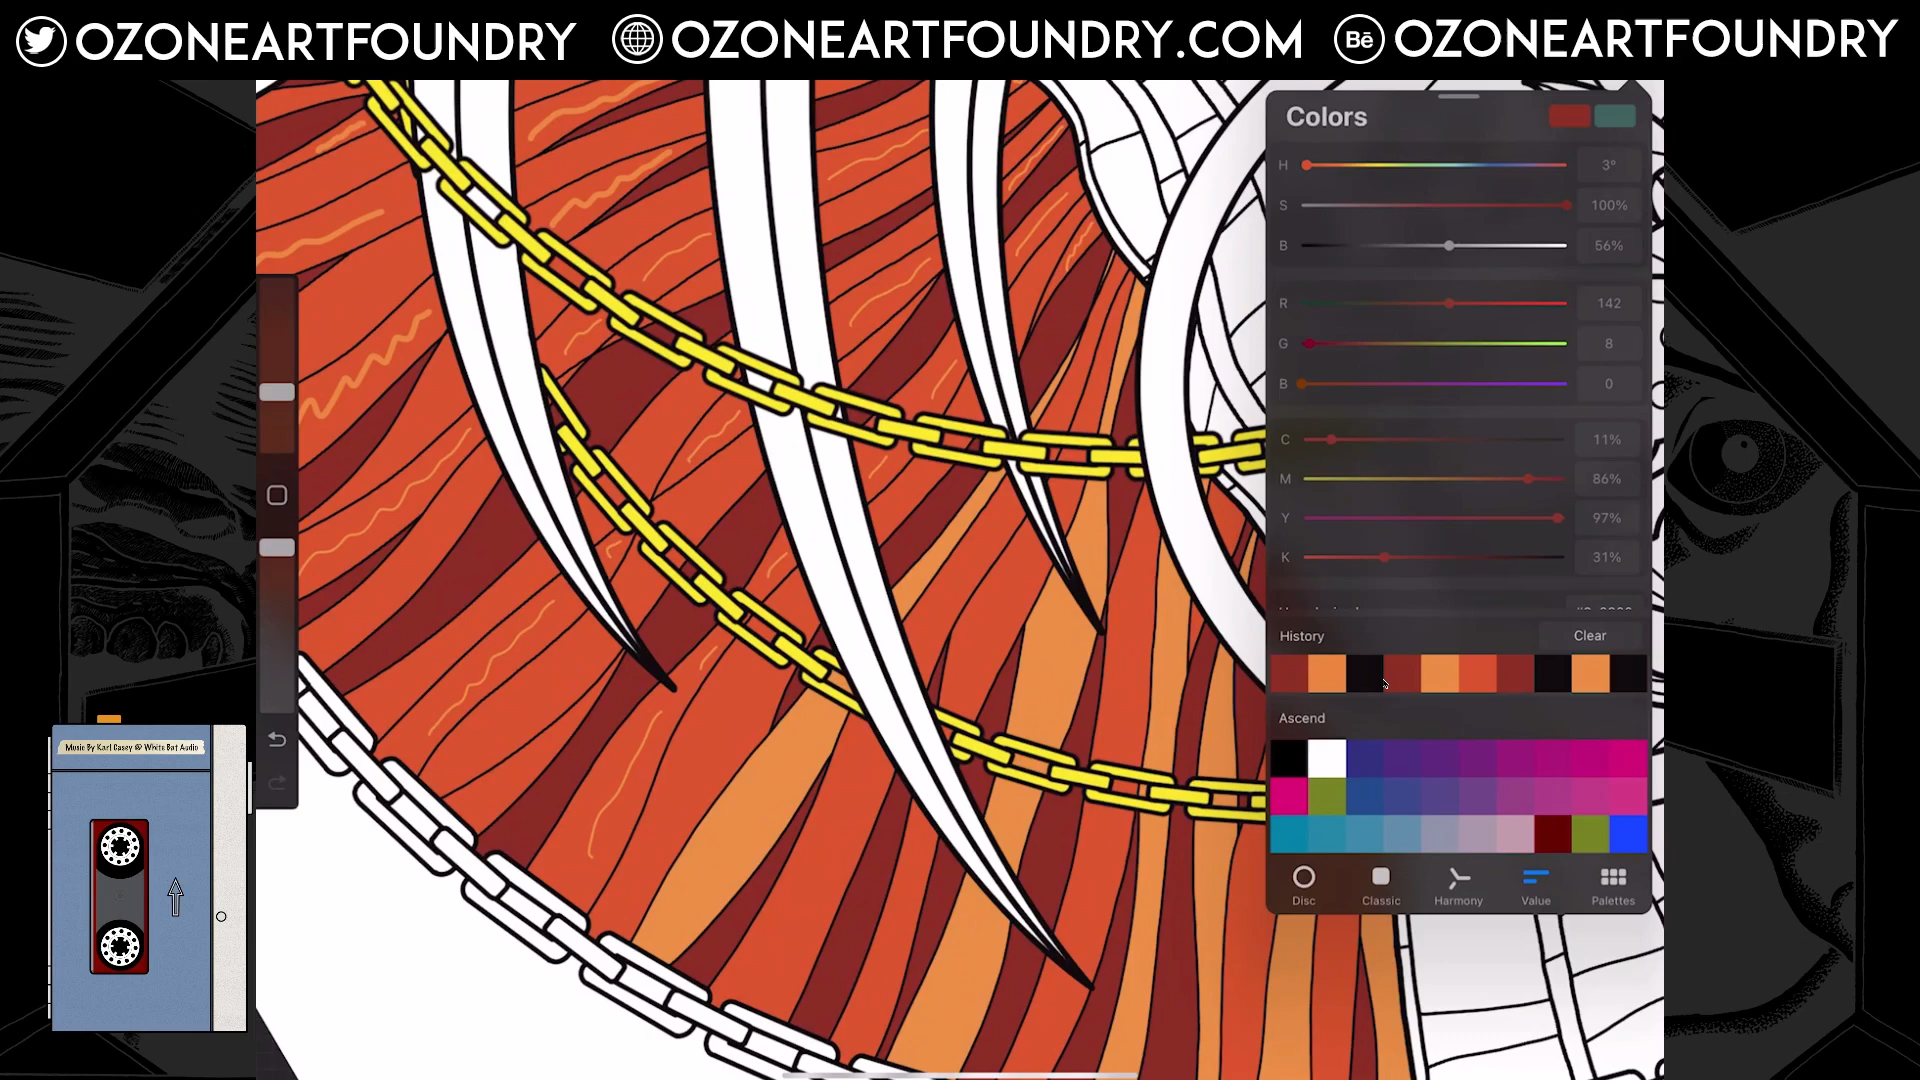 OZONEARTFOUNDRY
OZONEARTFOUNDRY.COM
Bē OZONEARTFOUNDRY
Colors
H 3°
S 100%
B 56%
R 142
G 8
B 0
C 11%
M 86%
Y 97%
K 31%
History Clear
Ascend
Disc Classic Harmony Value Palettes
Music By Karl Casey @ White Bat Audio